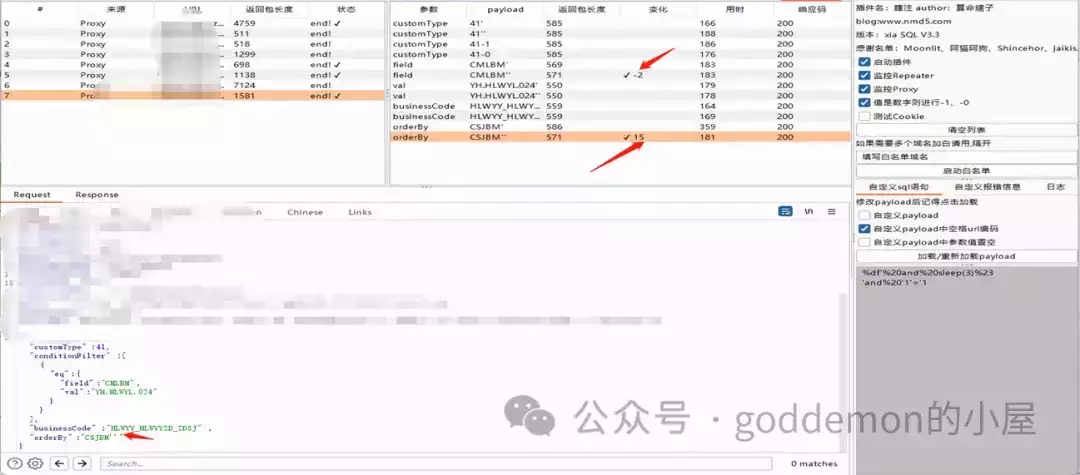 # 来源 URL 返回包长度 状态
0 Proxy 4759 end! ✓
1 Proxy 511 end!
2 Proxy 518 end!
3 Proxy 1299 end!
4 Proxy 698 end! ✓
5 Proxy 1138 end! ✓
6 Proxy 7124 end!
7 1581 end! ✓
参数 payload 返回包长度 变化 用时 响应码
customType 41' 585 166 200
customType 41'' 585 188 200
customType 41-1 585 186 200
customType 41-0 585 176 200
field CMLBM' 569 183 200
field CMLBM'' 571 ✓ -2 183 200
val YH.HLWYL.024' 550 179 200
val YH.HLWYL.024'' 550 178 200
businessCode HLWYY_HLWY... 559 164 200
businessCode HLWYY_HLWY... 559 183 200
orderBy CSJBM' 586 359 200
orderBy CSJBM'' 571 ✓ 15 181 200
插件名：瞎注 author：算命瞎子
blog:www.nmd5.com
版本：xia SQL V3.3
感谢名单：Moonlit、阿猫阿狗、Shincehor、Jaikis
启动插件
监控Repeater
监控Proxy
值是数字则进行-1、-0
测试Cookie
清空列表
如果需要多个域名加白请用,隔开
填写白名单域名
启动白名单
自定义sql语句 自定义报错信息 日志
修改payload后记得点击加载
自定义payload
自定义payload中空格url编码
自定义payload中参数值置空
加载/重新加载payload
%df'%20and%20sleep(3)%23
'and%20'1'='1
Request Response
Chinese Links
\n
"customType":41,
"conditionFilter":[
{
"eq":{
"field":"CMLBM",
"val":"YH.HLWYL.024"
}
}
],
"businessCode":"HLWYY_HLWYYZD_ZDSJ",
"orderBy":"CSJBM''"
}
Search...
0 matches
公众号 · goddemon的小屋